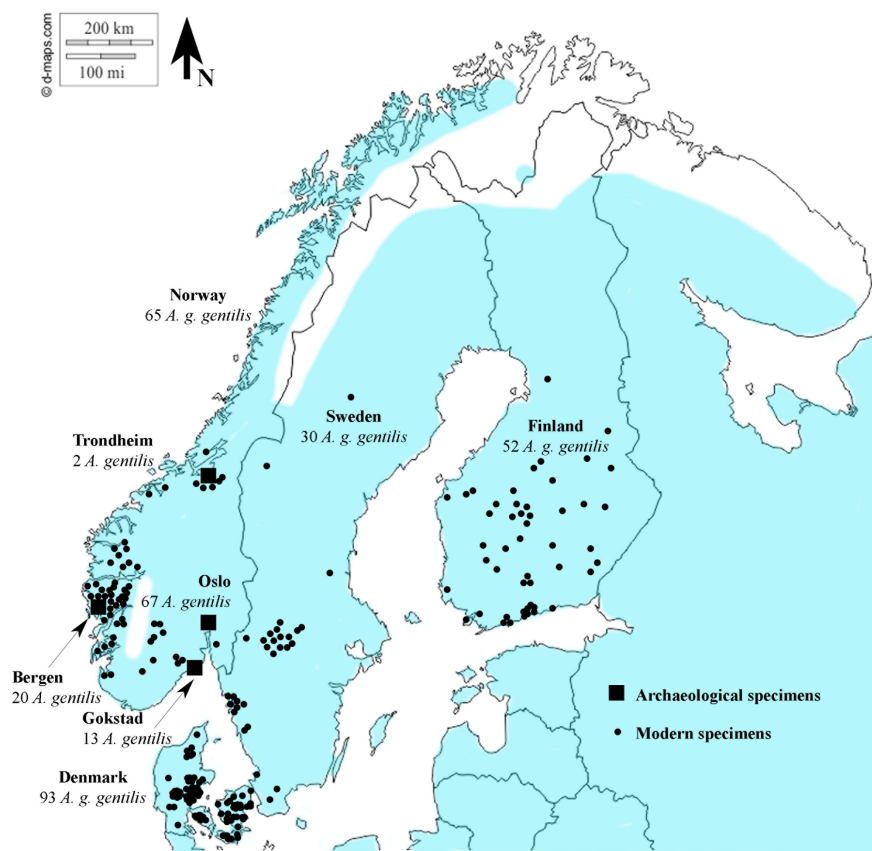 200 km
100 mi
© d-maps.com
N
Norway
65 A. g. gentilis
Sweden
30 A. g. gentilis
Finland
52 A. g. gentilis
Trondheim
2 A. gentilis
Oslo
67 A. gentilis
Bergen
20 A. gentilis
Gokstad
13 A. gentilis
Denmark
93 A. g. gentilis
Archaeological specimens
Modern specimens